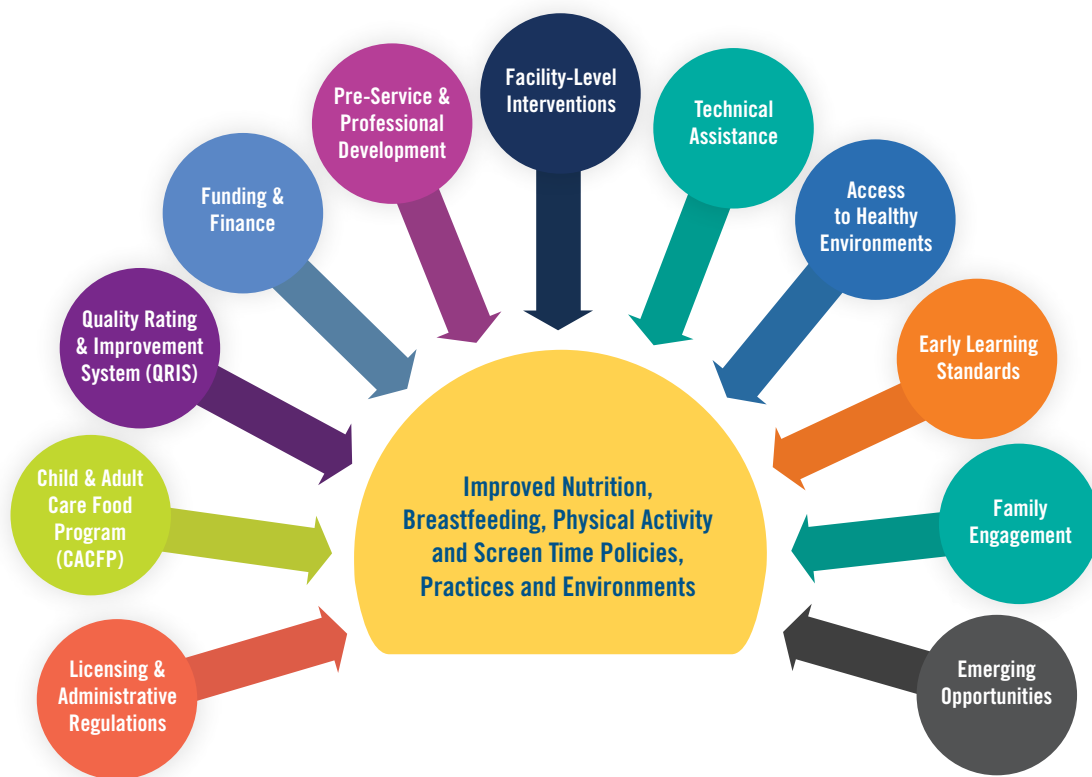 Facility-Level
Interventions
Pre-Service &
Professional
Development
Technical
Assistance
Funding &
Finance
Access
to Healthy
Environments
Quality Rating
& Improvement
System (QRIS)
Early Learning
Standards
Child & Adult
Care Food
Program
(CACFP)
Improved Nutrition,
Breastfeeding, Physical Activity
and Screen Time Policies,
Practices and Environments
Family
Engagement
Licensing &
Administrative
Regulations
Emerging
Opportunities